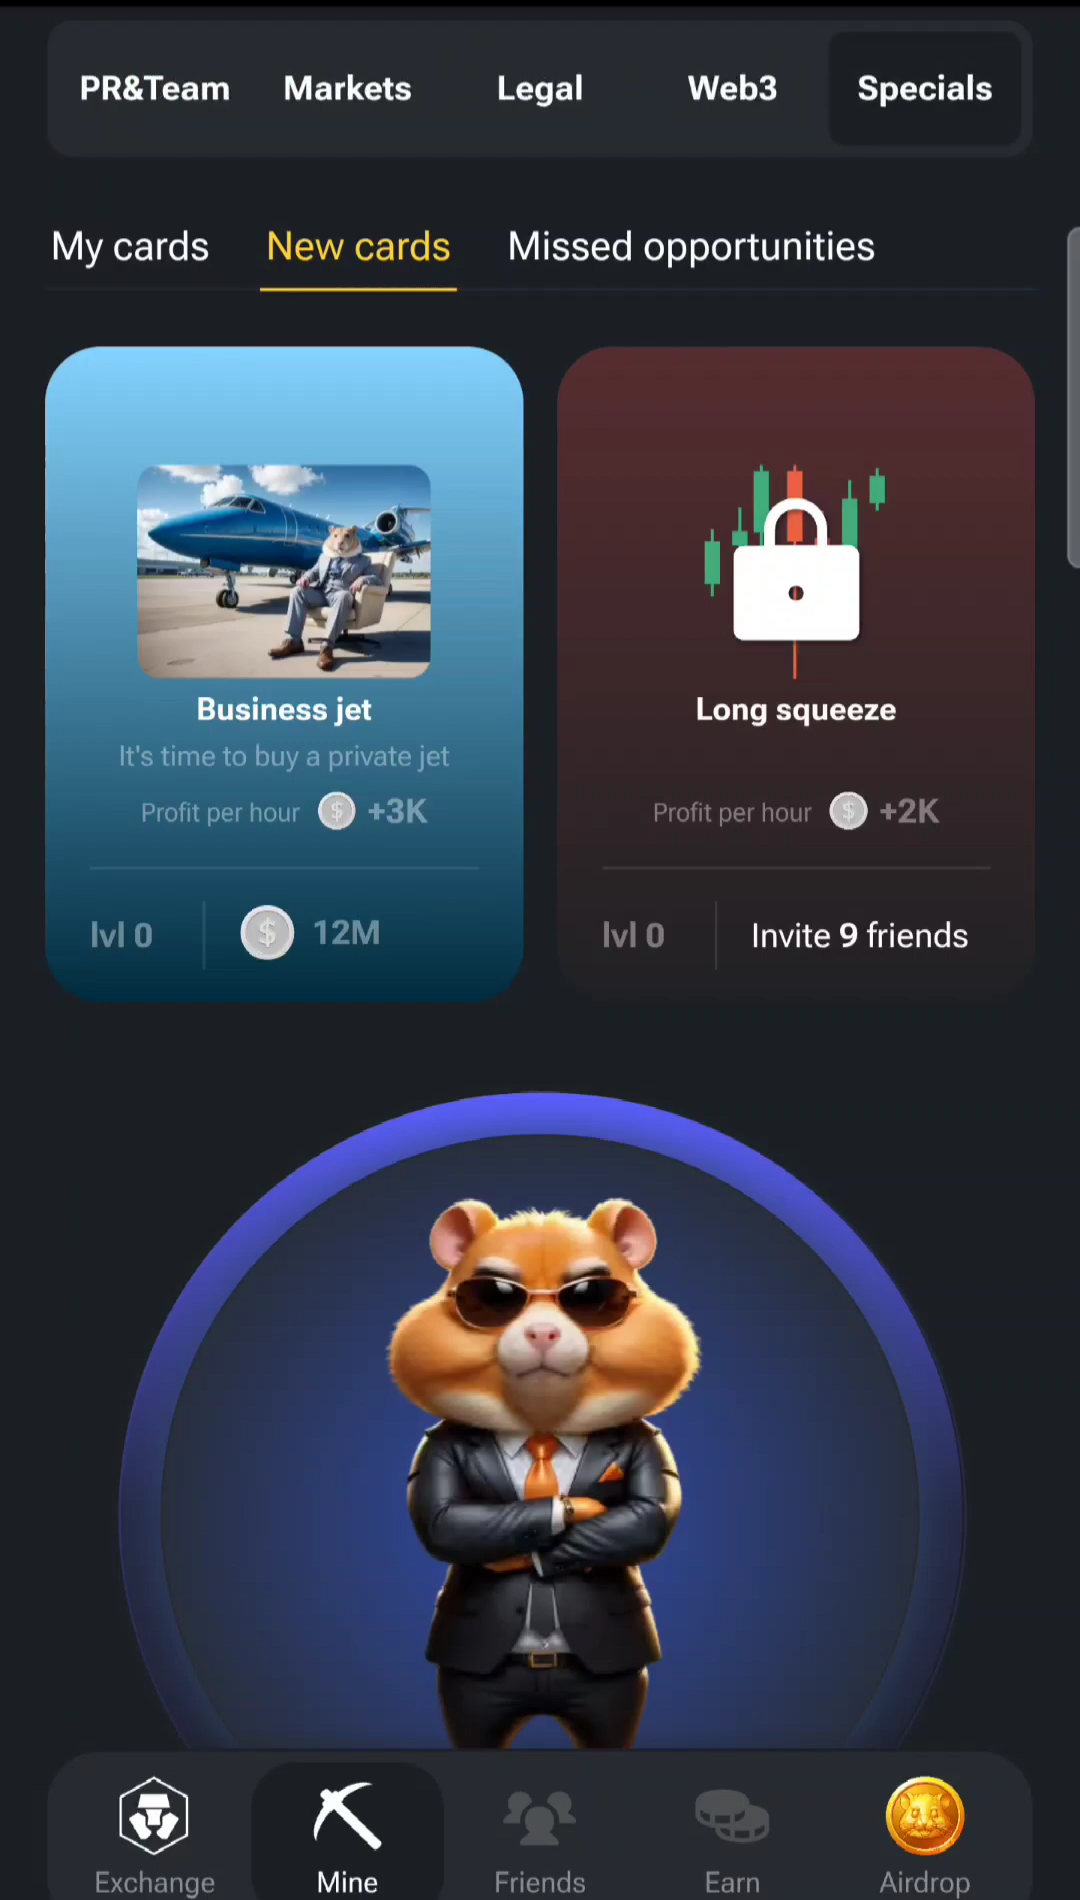 PR&Team Markets Legal Web3 Specials
My cards New cards Missed opportunities
Business jet
It's time to buy a private jet
Profit per hour $ +3K
lvl 0 $ 12M
Long squeeze
Profit per hour $ +2K
lvl 0 Invite 9 friends
Exchange Mine Friends Earn Airdrop